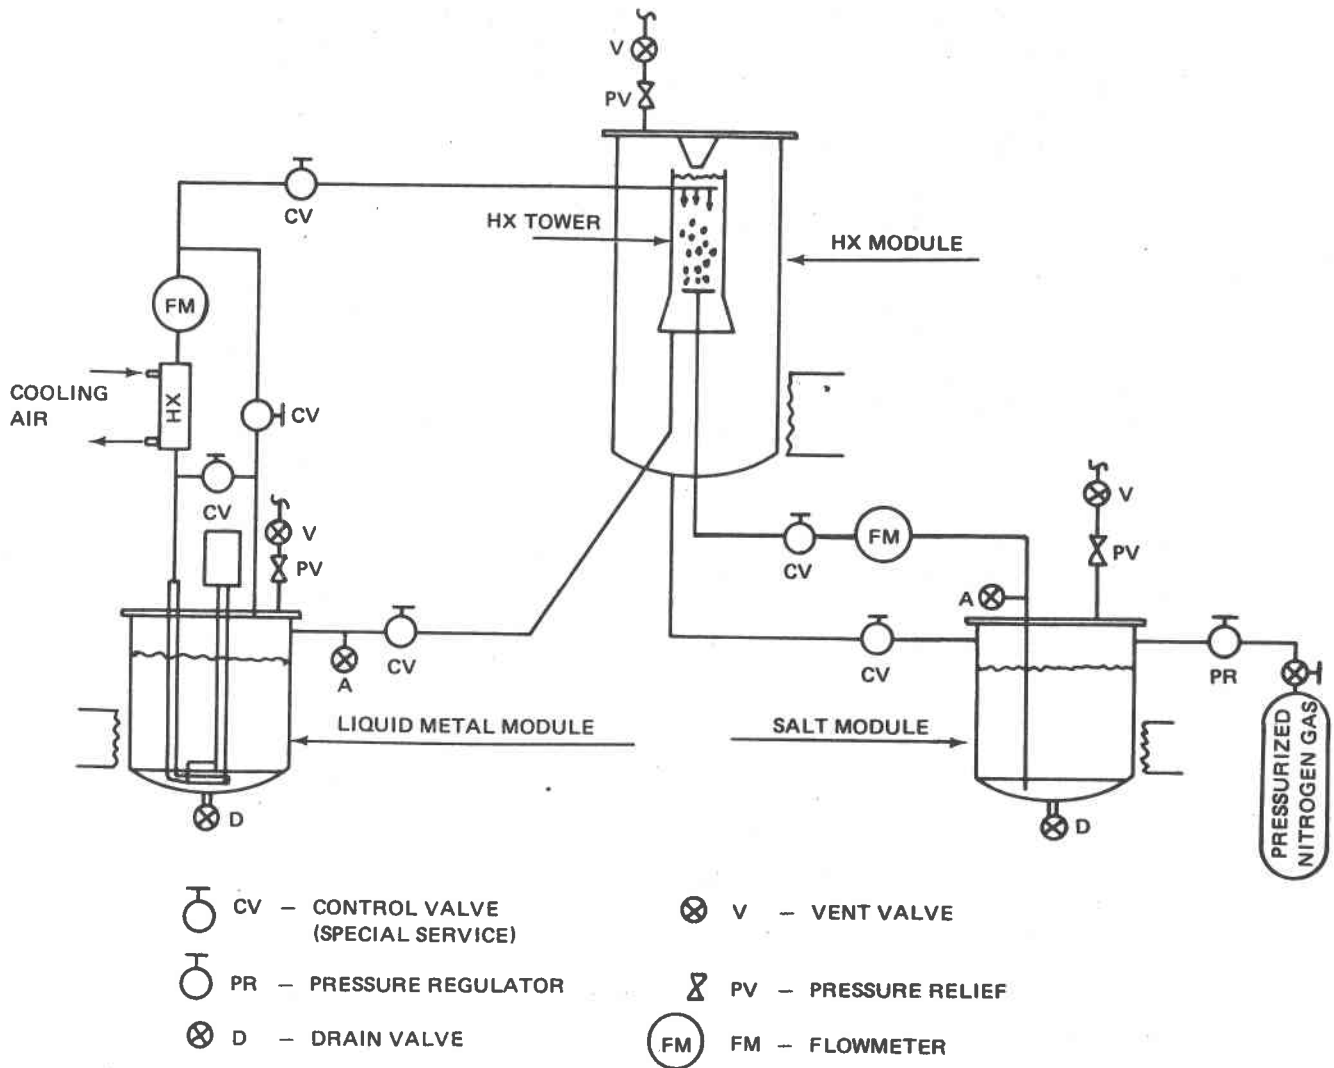 V
PV
CV
HX TOWER
HX MODULE
FM
COOLING
AIR
HX
CV
CV
V
PV
V
PV
FM
CV
A
A
CV
CV
PR
LIQUID METAL MODULE
SALT MODULE
D
D
PRESSURIZED
NITROGEN GAS
CV – CONTROL VALVE
(SPECIAL SERVICE)
V – VENT VALVE
PR – PRESSURE REGULATOR
PV – PRESSURE RELIEF
D – DRAIN VALVE
FM FM – FLOWMETER